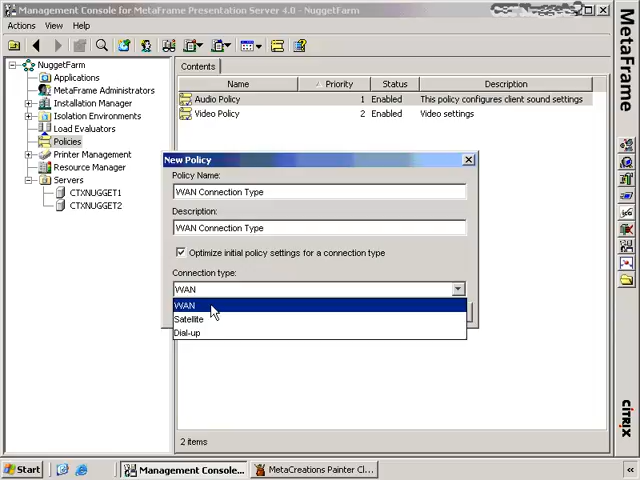 Management Console for MetaFrame Presentation Server 4.0 - NuggetFarm
Actions View Help
NuggetFarm
Applications
MetaFrame Administrators
Installation Manager
Isolation Environments
Load Evaluators
Policies
Printer Management
Resource Manager
Servers
CTXNUGGET1
CTXNUGGET2
Contents
Name Priority Status Description
Audio Policy 1 Enabled This policy configures client sound settings
Video Policy 2 Enabled Video settings
New Policy
Policy Name:
WAN Connection Type
Description:
WAN Connection Type
Optimize initial policy settings for a connection type
Connection type:
WAN
WAN
Satellite
Dial-up
2 items
MetaFrame
CITRIX
Start
Management Console...
MetaCreations Painter Cl...